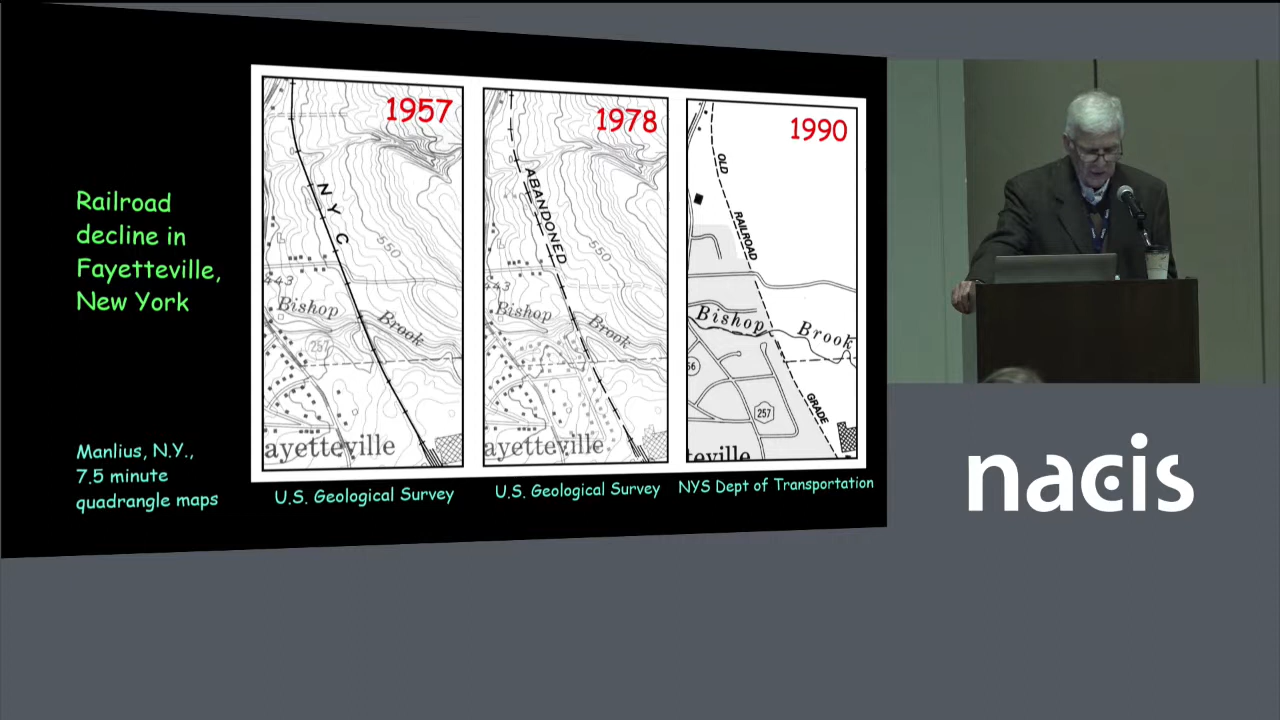 Railroad
decline in
Fayetteville,
New York
Manlius, N.Y.,
7.5 minute
quadrangle maps
1957
N Y C
550
443
Bishop
Brook
257
ayetteville
U.S. Geological Survey
1978
ABANDONED
550
443
Bishop
Brook
ayetteville
U.S. Geological Survey
1990
OLD
RAILROAD
Bishop
Brook
56
257
GRADE
teville
NYS Dept of Transportation
nacis